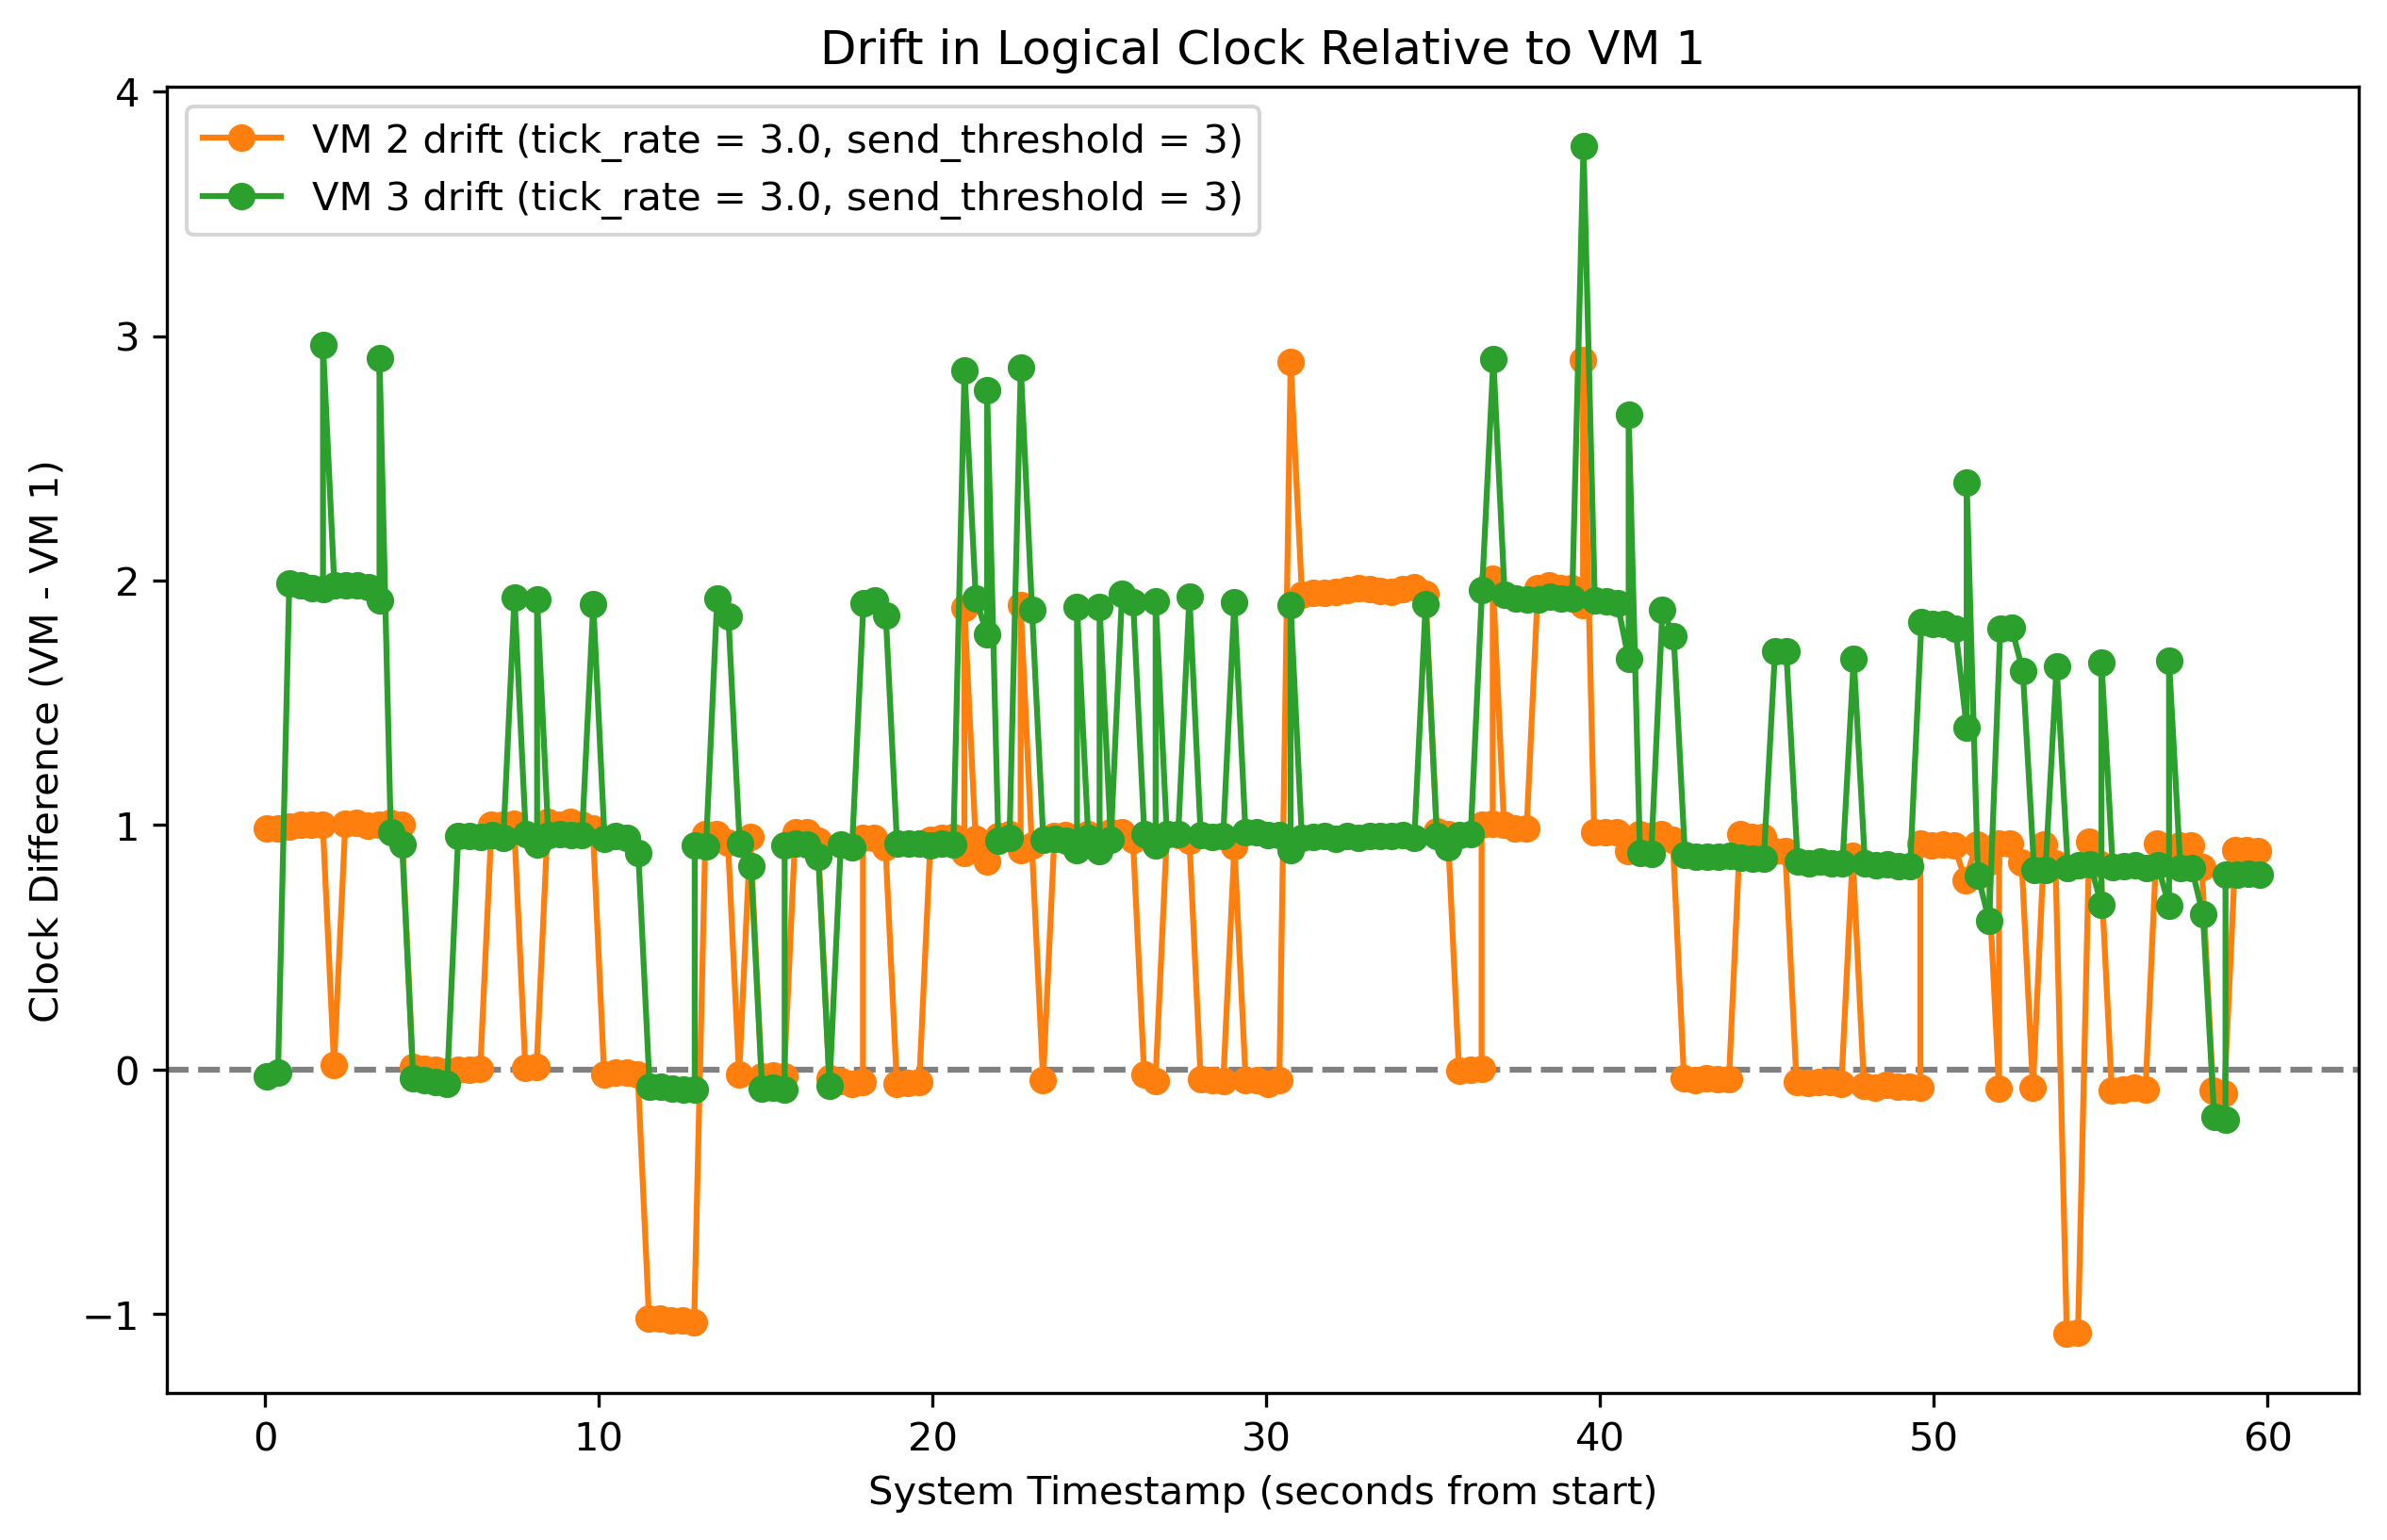 Drift in Logical Clock Relative to VM 1
VM 2 drift (tick_rate = 3.0, send_threshold = 3)
VM 3 drift (tick_rate = 3.0, send_threshold = 3)
Clock Difference (VM - VM 1)
4
3
2
1
0
−1
0 10 20 30 40 50 60
System Timestamp (seconds from start)